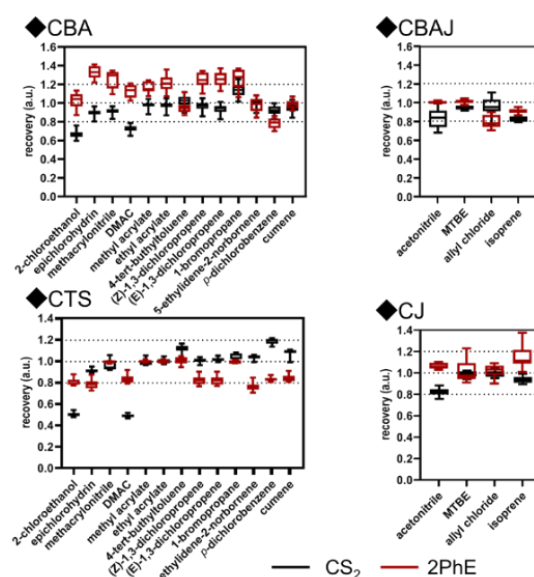 ◆CBA
recovery (a.u.)
1.6
1.4
1.2
1.0
0.8
0.6
0.4
0.2
0.0
2-chloroethanol
epichlorohydrin
methacrylonitrile
DMAC
methyl acrylate
ethyl acrylate
4-tert-buthyltoluene
(Z)-1,3-dichloropropene
(E)-1,3-dichloropropene
1-bromopropane
5-ethylidene-2-norbornene
p-dichlorobenzene
cumene
◆CBAJ
recovery (a.u.)
1.6
1.4
1.2
1.0
0.8
0.6
0.4
0.2
0.0
acetonitrile
MTBE
allyl chloride
isoprene
◆CTS
recovery (a.u.)
1.4
1.2
1.0
0.8
0.6
0.4
0.2
0.0
2-chloroethanol
epichlorohydrin
methacrylonitrile
DMAC
methyl acrylate
ethyl acrylate
4-tert-buthyltoluene
(Z)-1,3-dichloropropene
(E)-1,3-dichloropropene
1-bromopropane
ethylidene-2-norbornene
p-dichlorobenzene
cumene
◆CJ
recovery (a.u.)
1.4
1.2
1.0
0.8
0.6
0.4
0.2
0.0
acetonitrile
MTBE
allyl chloride
isoprene
CS₂
2PhE